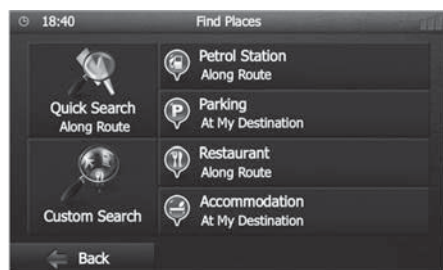 18:40 Find Places
Quick Search
Along Route
Custom Search
Petrol Station
Along Route
P Parking
At My Destination
Restaurant
Along Route
Accommodation
At My Destination
Back